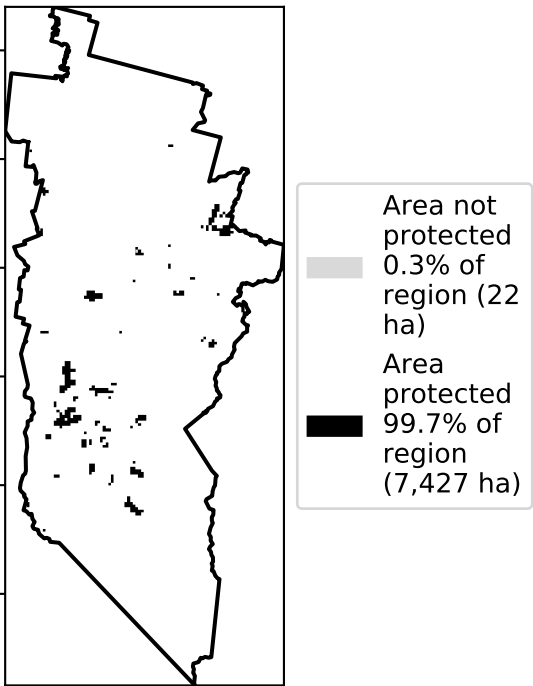 Area not
protected
0.3% of
region (22
ha)
Area
protected
99.7% of
region
(7,427 ha)